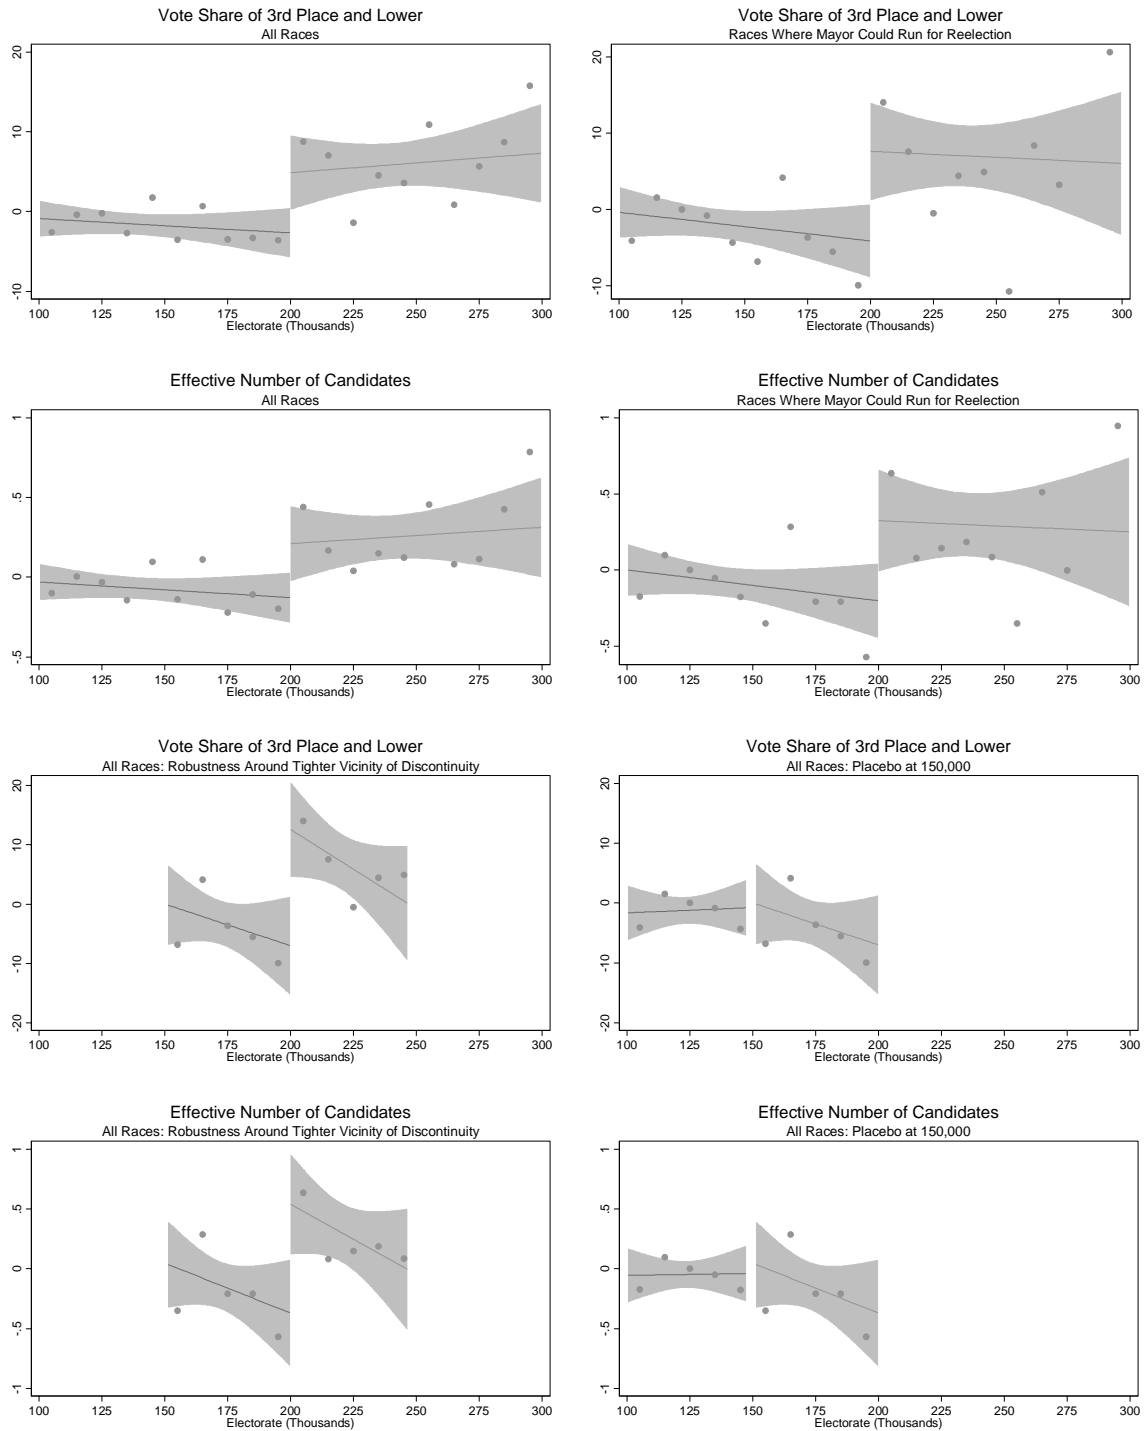 Vote Share of 3rd Place and Lower
All Races
20
10
0
-10
100 125 150 175 200 225 250 275 300
Electorate (Thousands)
Vote Share of 3rd Place and Lower
Races Where Mayor Could Run for Reelection
20
10
0
-10
100 125 150 175 200 225 250 275 300
Electorate (Thousands)
Effective Number of Candidates
All Races
1
.5
0
-.5
100 125 150 175 200 225 250 275 300
Electorate (Thousands)
Effective Number of Candidates
Races Where Mayor Could Run for Reelection
1
.5
0
-.5
100 125 150 175 200 225 250 275 300
Electorate (Thousands)
Vote Share of 3rd Place and Lower
All Races: Robustness Around Tighter Vicinity of Discontinuity
20
10
0
-10
-20
100 125 150 175 200 225 250 275 300
Electorate (Thousands)
Vote Share of 3rd Place and Lower
All Races: Placebo at 150,000
20
10
0
-10
-20
100 125 150 175 200 225 250 275 300
Electorate (Thousands)
Effective Number of Candidates
All Races: Robustness Around Tighter Vicinity of Discontinuity
1
.5
0
-.5
-1
100 125 150 175 200 225 250 275 300
Electorate (Thousands)
Effective Number of Candidates
All Races: Placebo at 150,000
1
.5
0
-.5
-1
100 125 150 175 200 225 250 275 300
Electorate (Thousands)